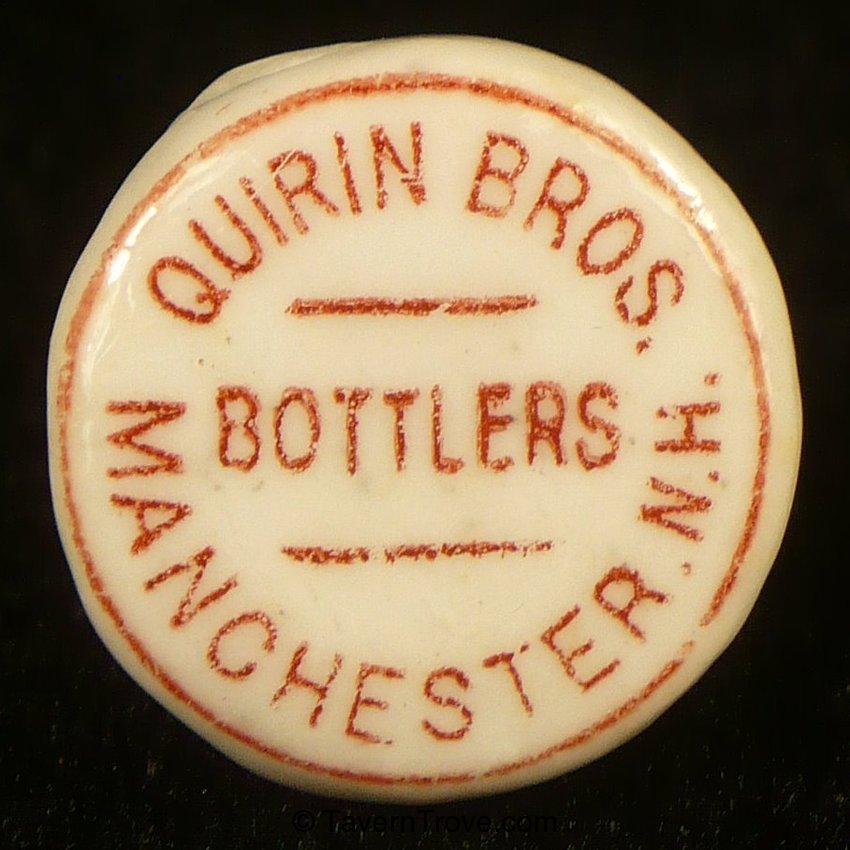 QUIRIN BROS.
BOTTLERS
MANCHESTER. N.H.
© TavernTrove.com